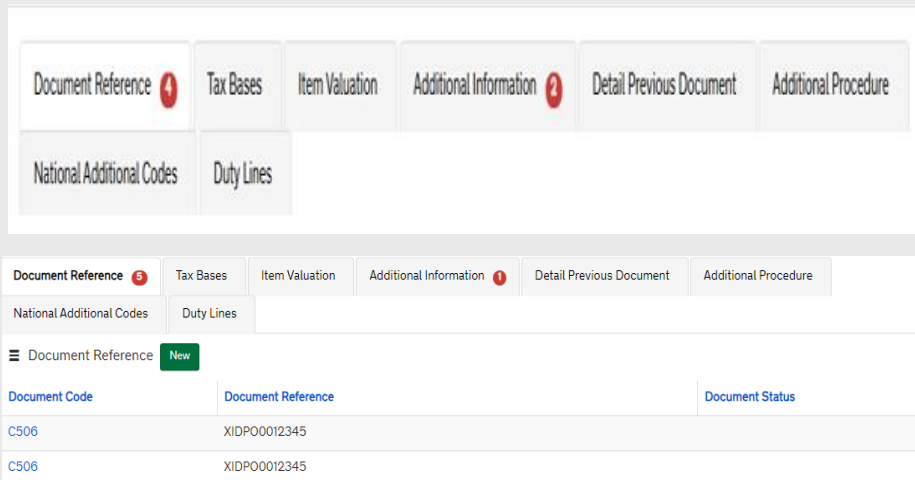 Document Reference 4 Tax Bases Item Valuation Additional Information 2 Detail Previous Document Additional Procedure
National Additional Codes Duty Lines
Document Reference 5 Tax Bases Item Valuation Additional Information 1 Detail Previous Document Additional Procedure
National Additional Codes Duty Lines
Document Reference New
Document Code Document Reference Document Status
C506 XIDPO0012345
C506 XIDPO0012345